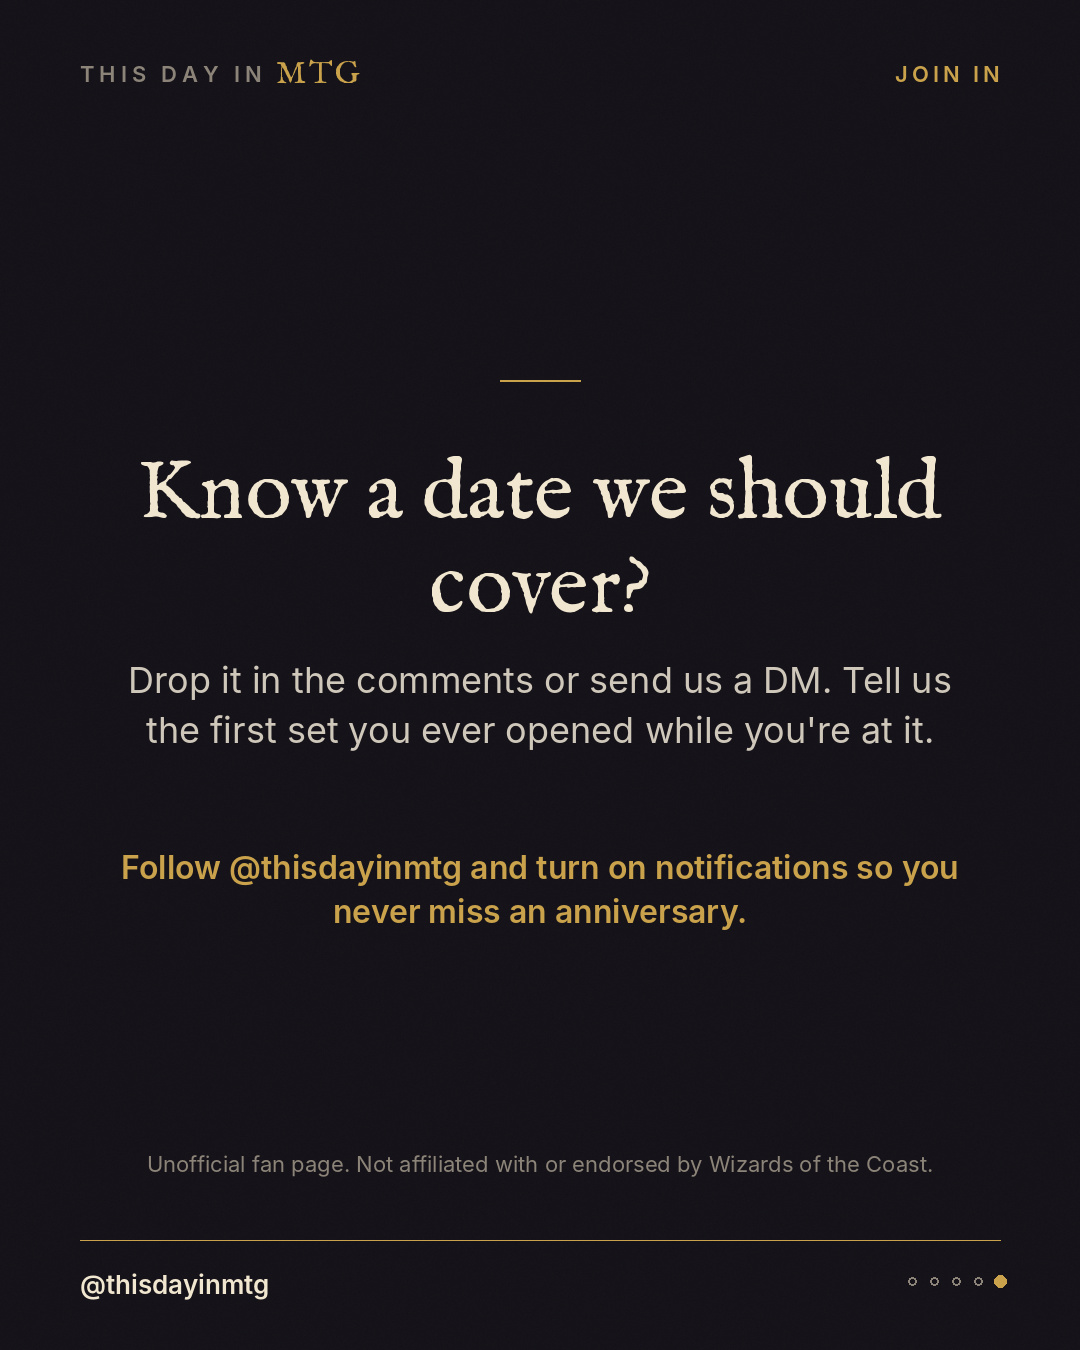 THIS DAY IN MTG
JOIN IN
Know a date we should
cover?
Drop it in the comments or send us a DM. Tell us
the first set you ever opened while you're at it.
Follow @thisdayinmtg and turn on notifications so you
never miss an anniversary.
Unofficial fan page. Not affiliated with or endorsed by Wizards of the Coast.
@thisdayinmtg